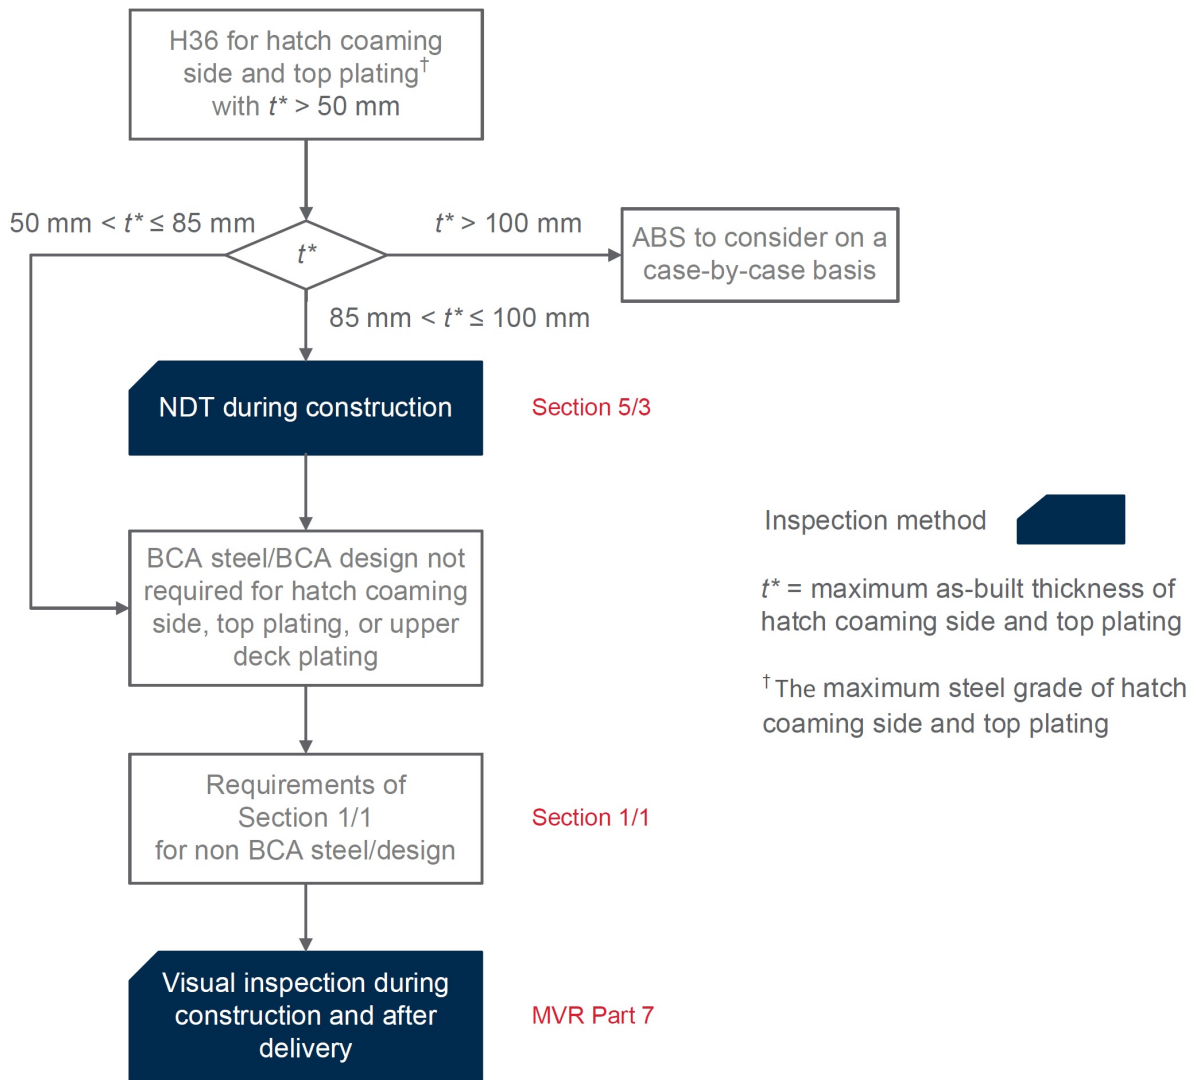 H36 for hatch coaming
side and top plating†
with t* > 50 mm
50 mm < t* ≤ 85 mm
t*
t* > 100 mm
ABS to consider on a
case-by-case basis
85 mm < t* ≤ 100 mm
NDT during construction
Section 5/3
BCA steel/BCA design not
required for hatch coaming
side, top plating, or upper
deck plating
Inspection method
t* = maximum as-built thickness of
hatch coaming side and top plating
† The maximum steel grade of hatch
coaming side and top plating
Requirements of
Section 1/1
for non BCA steel/design
Section 1/1
Visual inspection during
construction and after
delivery
MVR Part 7